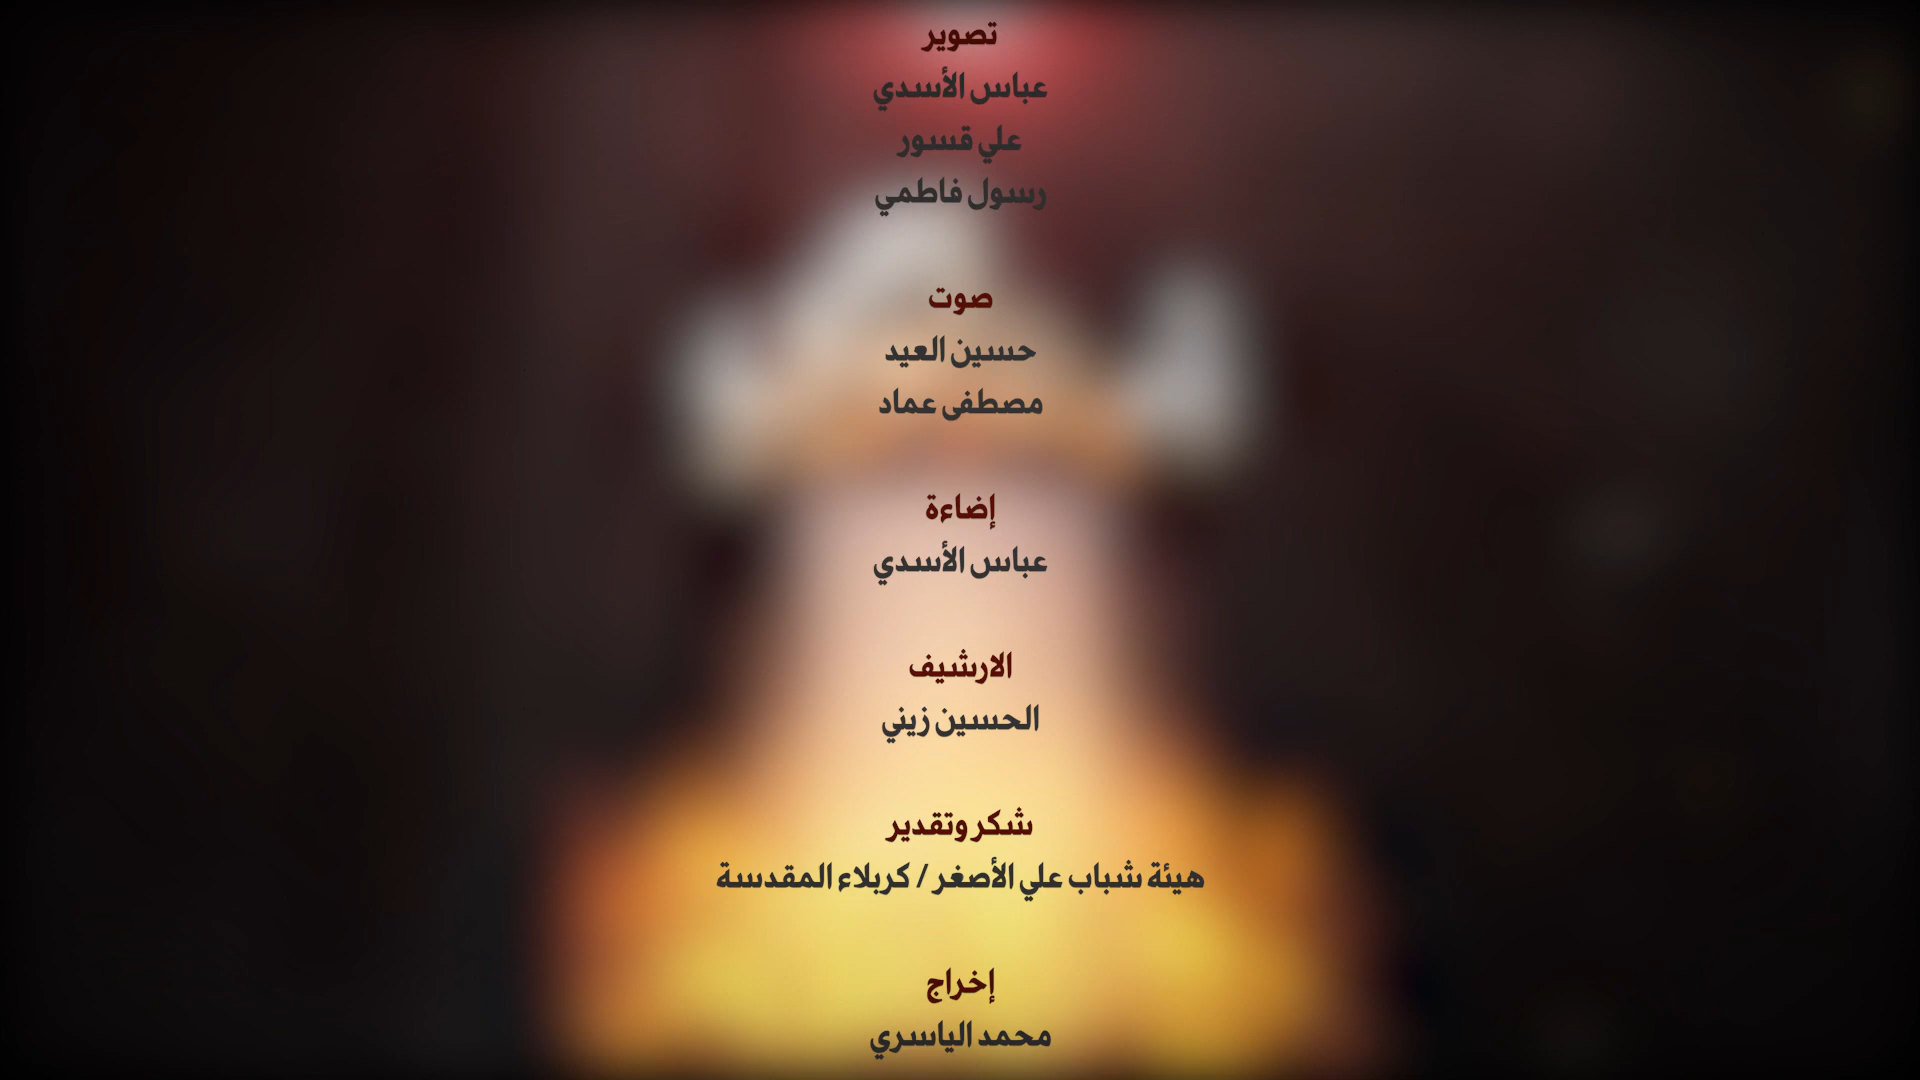 تصوير
عباس الأسدي
علي قسور
رسول فاطمي
صوت
حسين العيد
مصطفى عماد
إضاءة
عباس الأسدي
الارشيف
الحسين زيني
شكر وتقدير
هيئة شباب علي الأصغر / كربلاء المقدسة
إخراج
محمد الياسري